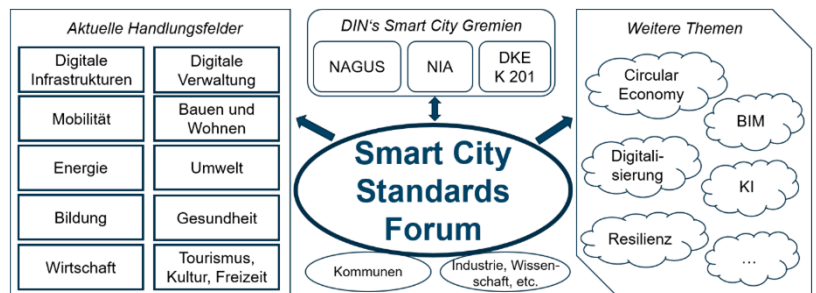 Aktuelle Handlungsfelder
Digitale
Infrastrukturen
Digitale
Verwaltung
Mobilität
Bauen und
Wohnen
Energie
Umwelt
Bildung
Gesundheit
Wirtschaft
Tourismus,
Kultur, Freizeit
DIN's Smart City Gremien
NAGUS
NIA
DKE
K 201
Smart City
Standards
Forum
Kommunen
Industrie, Wissen-
schaft, etc.
Weitere Themen
Circular
Economy
BIM
Digitali-
sierung
KI
Resilienz
...